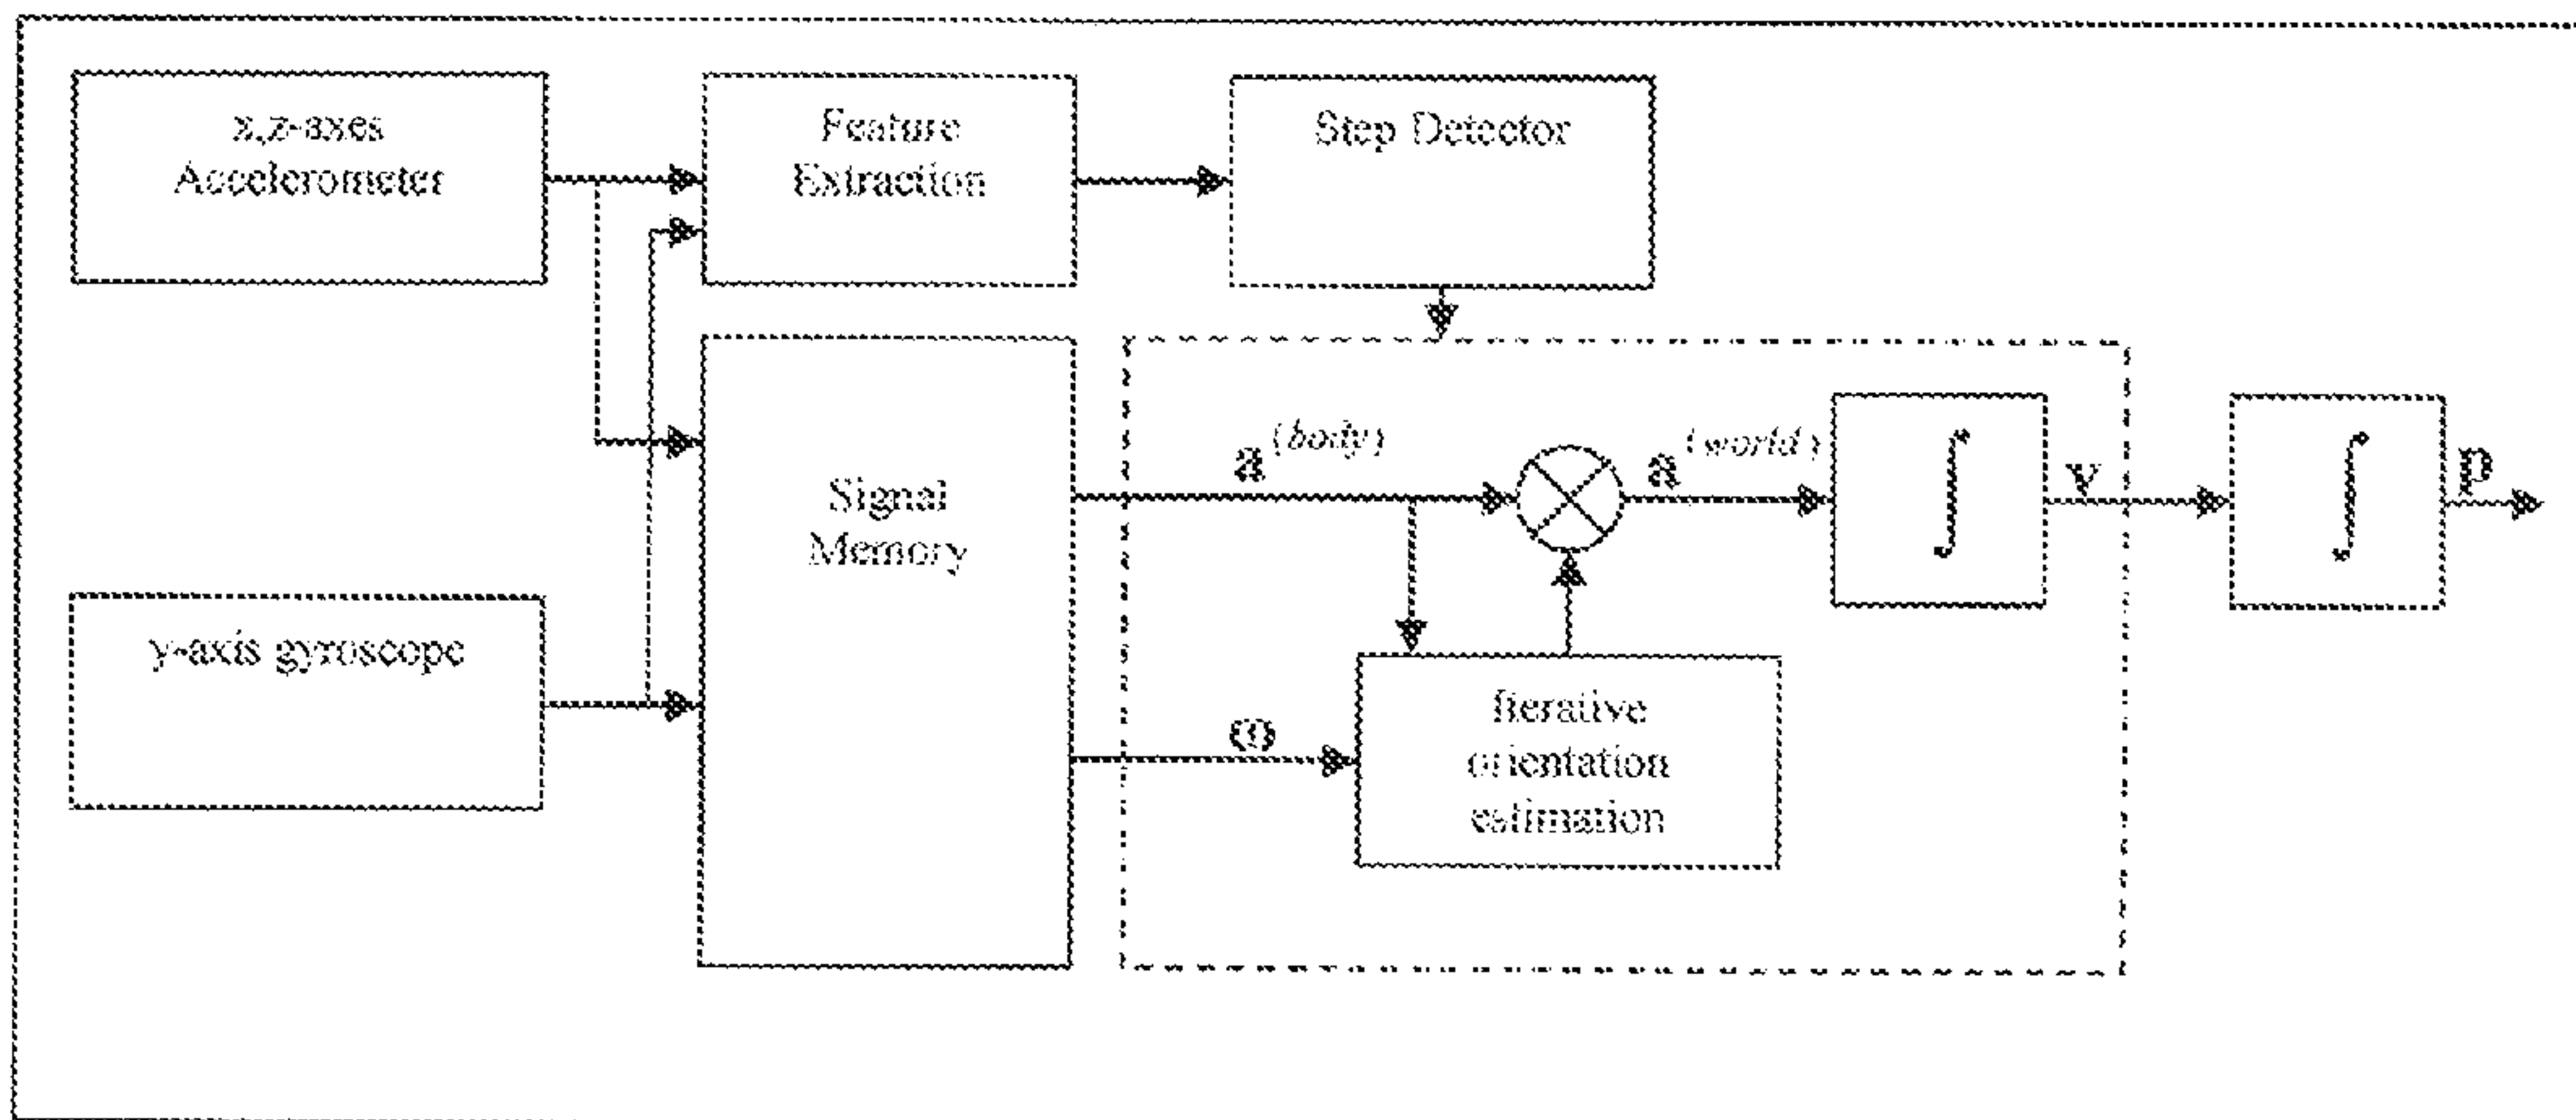 x,z-axes
Accelerometer
Feature
Extraction
Step Detector
Signal
Memory
a(body)
a(world)
∫
v
∫
p
y-axis gyroscope
ω
Iterative
orientation
estimation